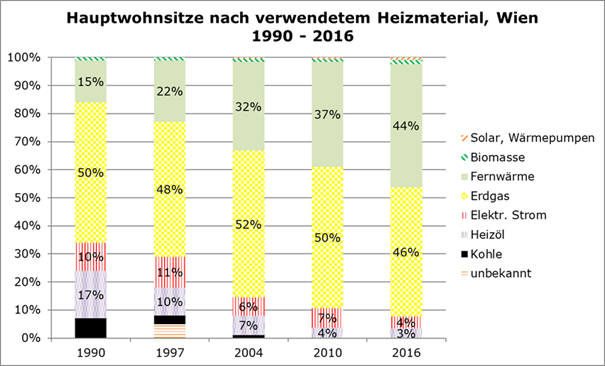 Hauptwohnsitze nach verwendetem Heizmaterial, Wien
1990 - 2016
100%
90%
80%
70%
60%
50%
40%
30%
20%
10%
0%
15%
50%
10%
17%
22%
48%
11%
10%
32%
52%
6%
7%
37%
50%
7%
4%
44%
46%
4%
3%
1990 1997 2004 2010 2016
Solar, Wärmepumpen
Biomasse
Fernwärme
Erdgas
Elektr. Strom
Heizöl
Kohle
unbekannt